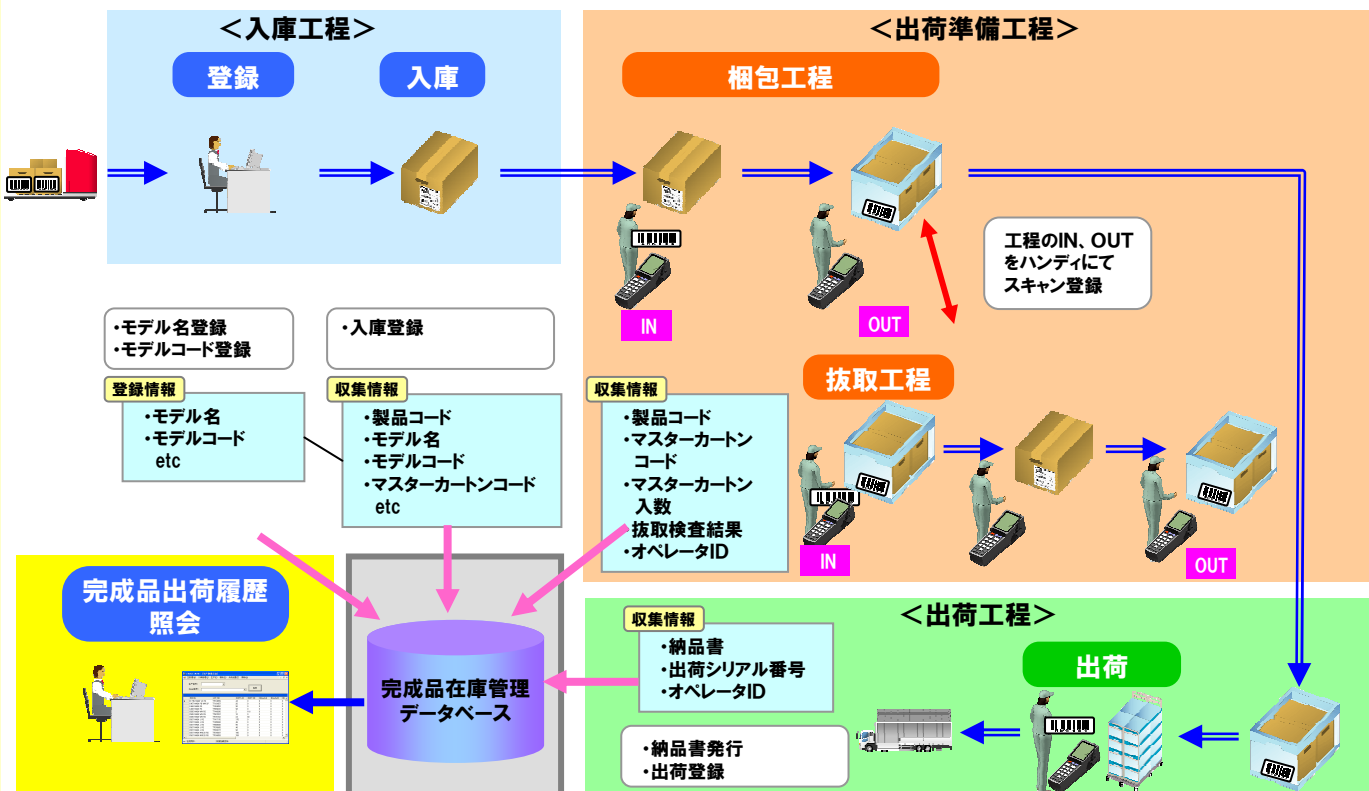 ＜入庫工程＞
登録
入庫
＜出荷準備工程＞
梱包工程
工程のIN、OUT
をハンディにて
スキャン登録
IN
OUT
・モデル名登録
・モデルコード登録
・入庫登録
登録情報
・モデル名
・モデルコード
etc
収集情報
・製品コード
・モデル名
・モデルコード
・マスターカートンコード
etc
収集情報
・製品コード
・マスターカートン
コード
・マスターカートン
入数
・抜取検査結果
・オペレータID
抜取工程
IN
OUT
完成品出荷履歴
照会
完成品在庫管理
データベース
＜出荷工程＞
収集情報
・納品書
・出荷シリアル番号
・オペレータID
出荷
・納品書発行
・出荷登録